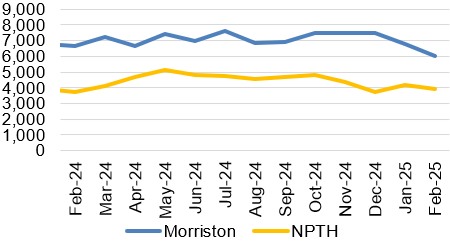 9,000
8,000
7,000
6,000
5,000
4,000
3,000
2,000
1,000
0
Feb-24
Mar-24
Apr-24
May-24
Jun-24
Jul-24
Aug-24
Sep-24
Oct-24
Nov-24
Dec-24
Jan-25
Feb-25
Morriston NPTH